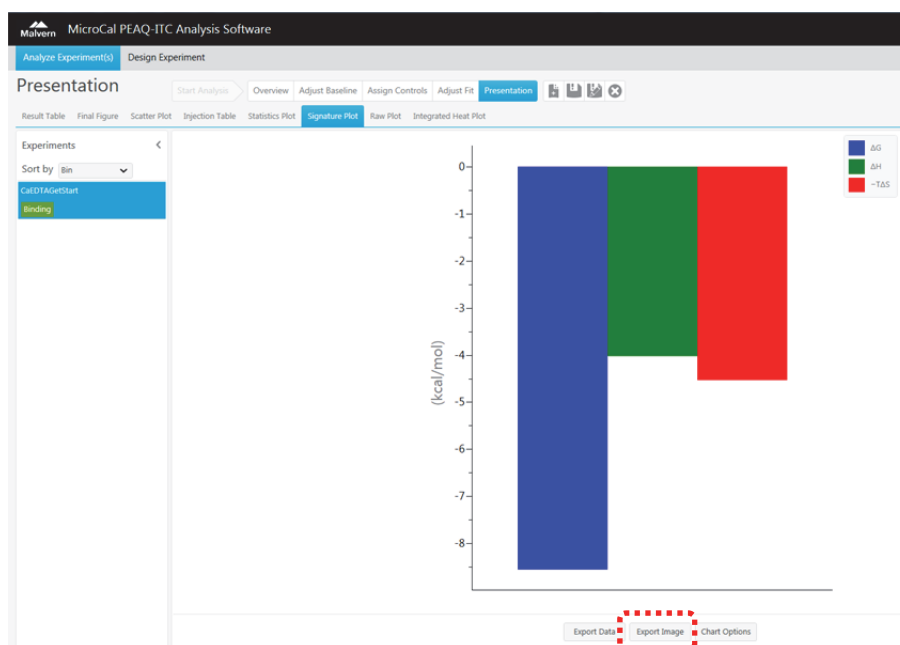 Malvern MicroCal PEAQ-ITC Analysis Software
Analyze Experiment(s) Design Experiment
Presentation
Start Analysis Overview Adjust Baseline Assign Controls Adjust Fit Presentation
Result Table Final Figure Scatter Plot Injection Table Statistics Plot Signature Plot Raw Plot Integrated Heat Plot
Experiments <
Sort by Bin
CaEDTAGetStart
Binding
(kcal/mol)
0
-1
-2
-3
-4
-5
-6
-7
-8
ΔG
ΔH
-TΔS
Export Data Export Image Chart Options